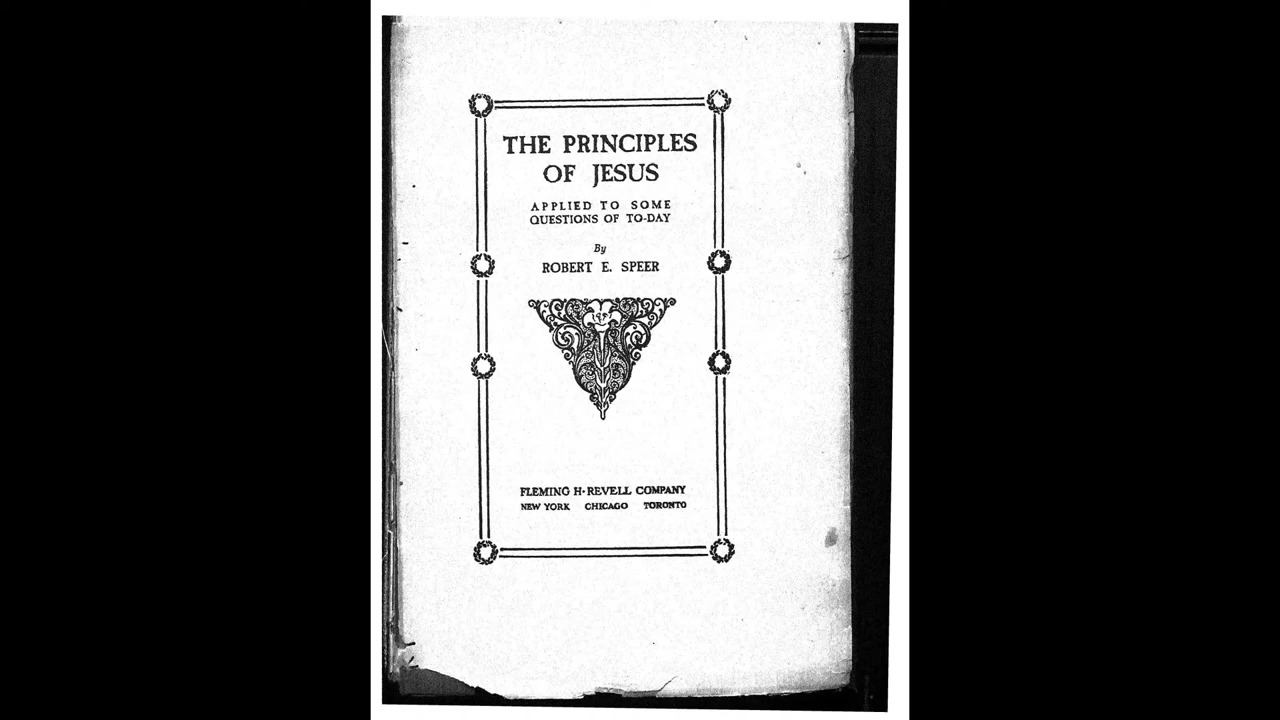 THE PRINCIPLES
OF JESUS
APPLIED TO SOME
QUESTIONS OF TO-DAY
By
ROBERT E. SPEER
FLEMING H. REVELL COMPANY
NEW YORK CHICAGO TORONTO